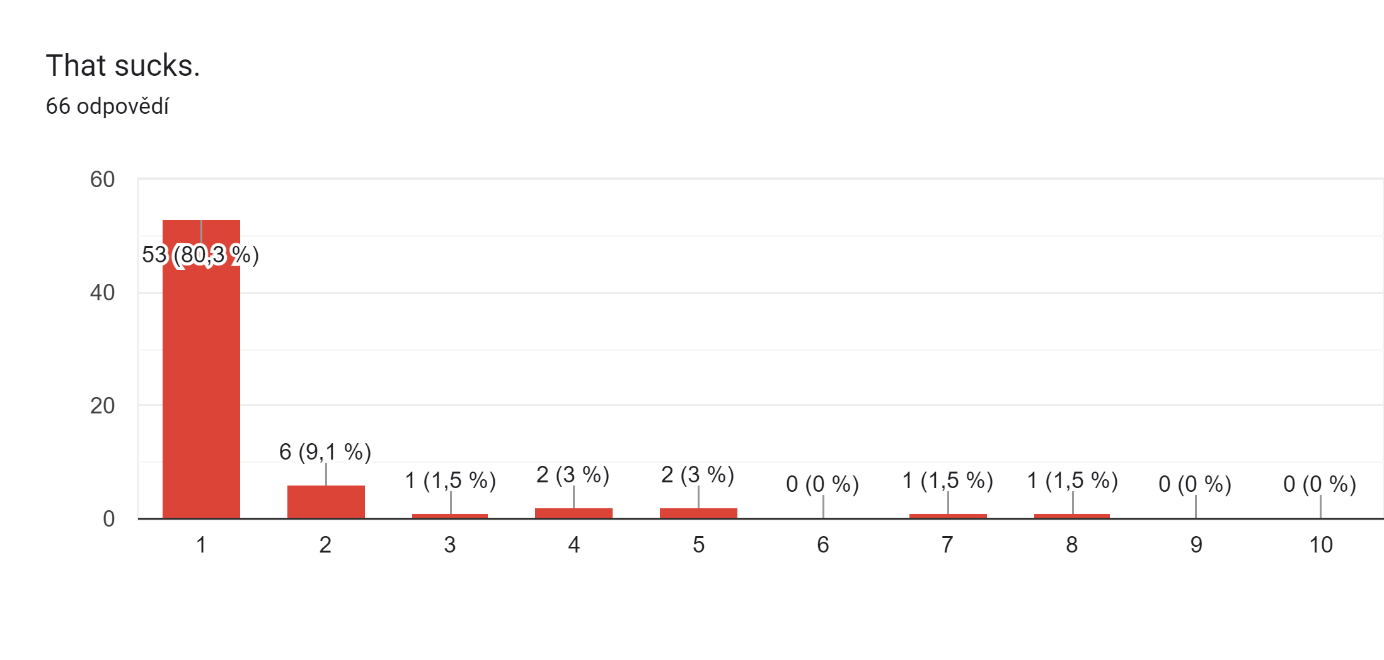 That sucks.
66 odpovědí
60
40
20
0
53 (80,3 %)
6 (9,1 %)
1 (1,5 %)
2 (3 %)
2 (3 %)
0 (0 %)
1 (1,5 %)
1 (1,5 %)
0 (0 %)
0 (0 %)
1 2 3 4 5 6 7 8 9 10